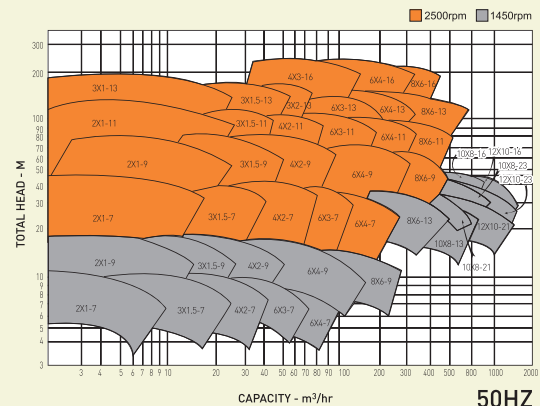 2500rpm 1450rpm
TOTAL HEAD - M
300
200
100
90
80
70
60
50
40
30
20
10
9
8
7
6
5
4
3
4X3-16 6X4-16 8X6-16
3X1-13 3X1.5-13 3X2-13 6X3-13 6X4-13 8X6-13
2X1-11 3X1.5-11 4X2-11 6X3-11 6X4-11 8X6-11
10X8-16 12X10-16
10X8-23
12X10-23
2X1-9 3X1.5-9 4X2-9 6X4-9 8X6-9
2X1-7 3X1.5-7 4X2-7 6X3-7 6X4-7 8X6-13 12X10-21
10X8-13
10X8-21
2X1-9 3X1.5-9 4X2-9 6X4-9 8X6-9
2X1-7 3X1.5-7 4X2-7 6X3-7 6X4-7
3 4 5 6 7 8 9 10 20 30 40 50 60 80 100 200 300 400 500 600 800 1000 2000
CAPACITY - m³/hr
50HZ